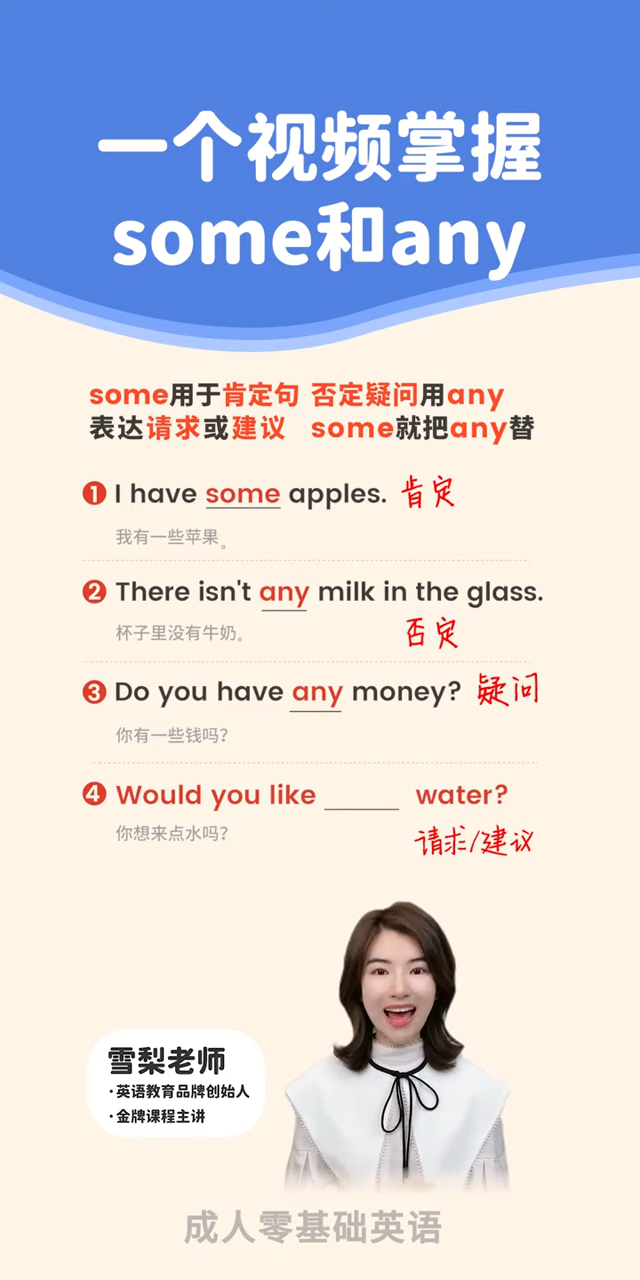 一个视频掌握
some和any
some用于肯定句 否定疑问用any
表达请求或建议 some就把any替
1 I have some apples. 肯定
我有一些苹果。
2 There isn't any milk in the glass.
杯子里没有牛奶。 否定
3 Do you have any money? 疑问
你有一些钱吗?
4 Would you like ______ water?
你想来点水吗? 请求/建议
雪梨老师
·英语教育品牌创始人
·金牌课程主讲
成人零基础英语